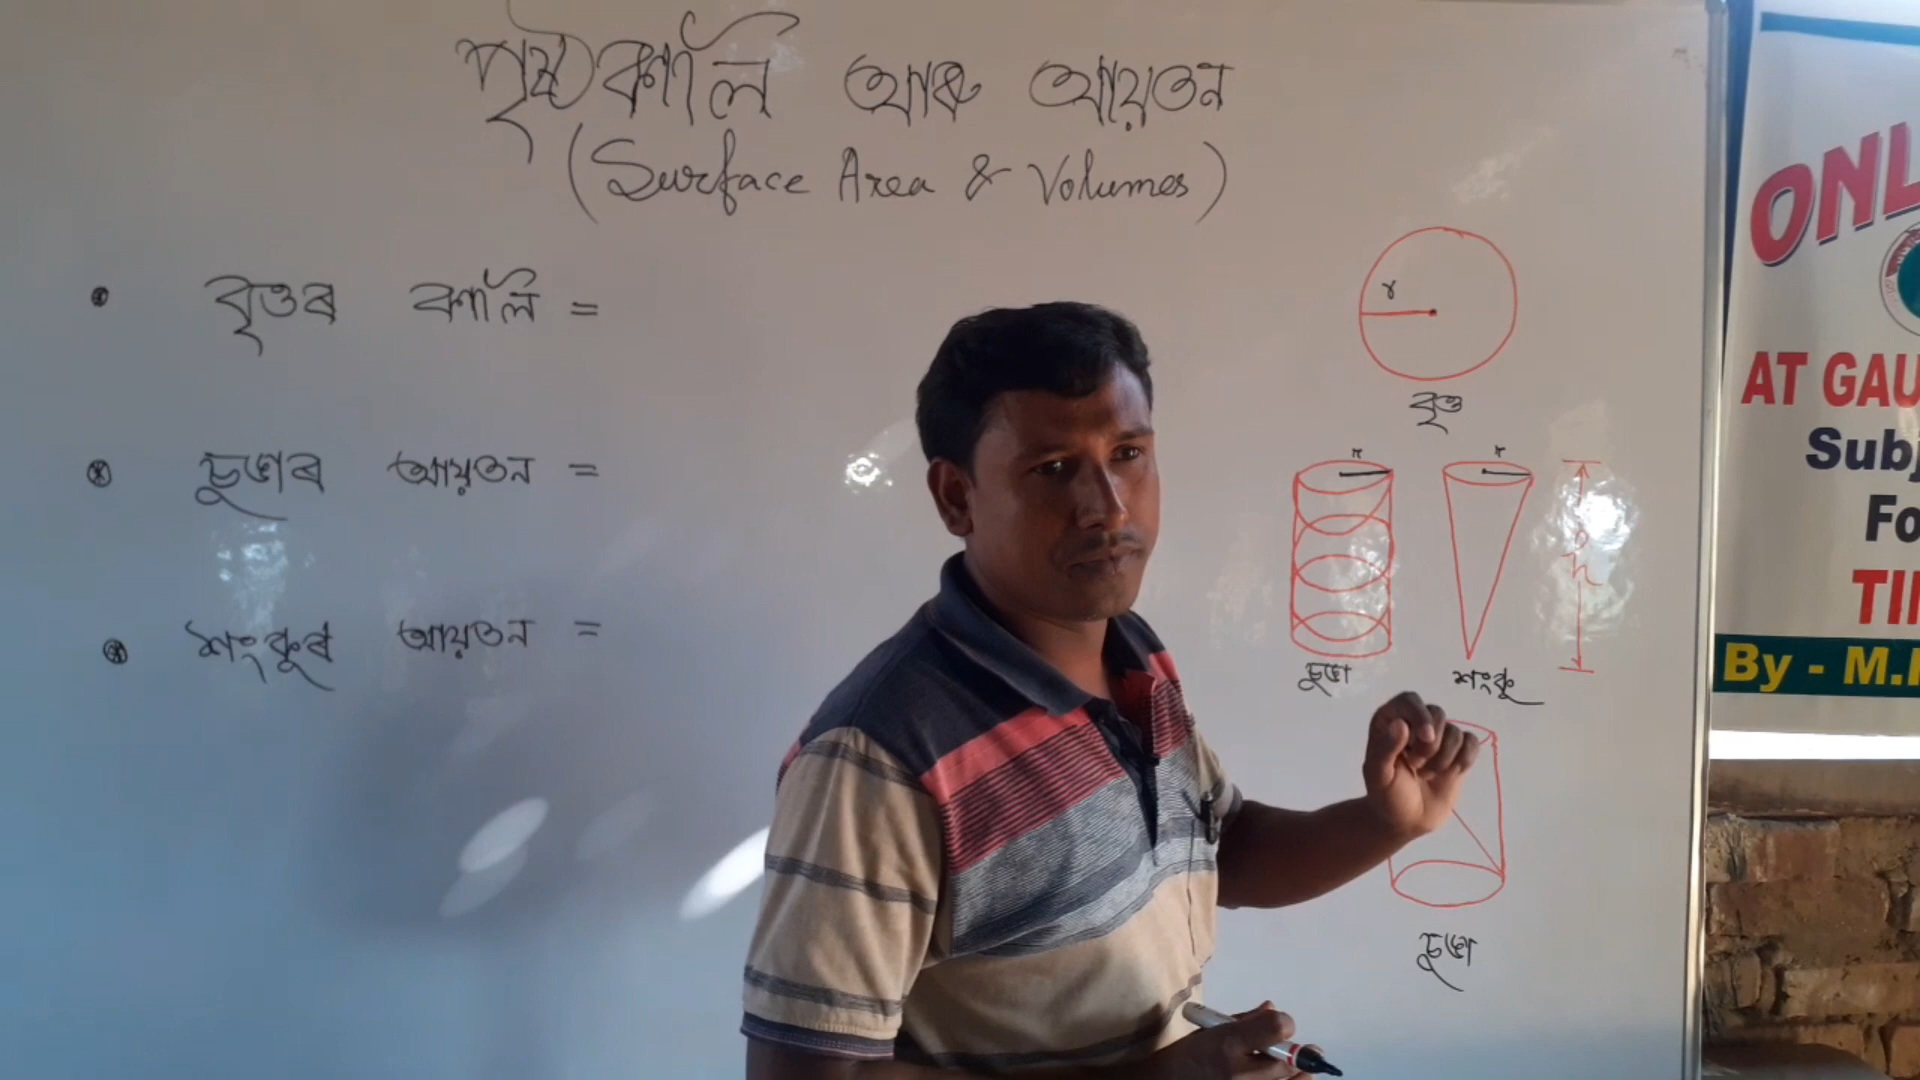 পৃষ্ঠকালি আৰু আয়তন
(Surface Area & Volumes)
বৃত্তৰ কালি =
চুঙাৰ আয়তন =
শংকুৰ আয়তন =
r
বৃত্ত
r
r
h
চুঙা
শংকু
চুঙা
ONL
AT GAU
Subj
Fo
TI
By - M.